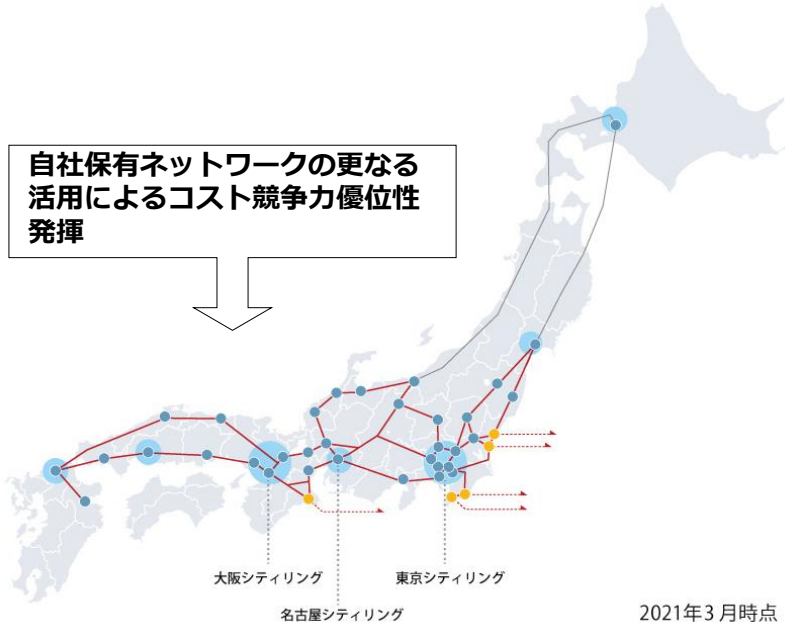 自社保有ネットワークの更なる
活用によるコスト競争力優位性
発揮
大阪シティリング
東京シティリング
名古屋シティリング
2021年3月時点